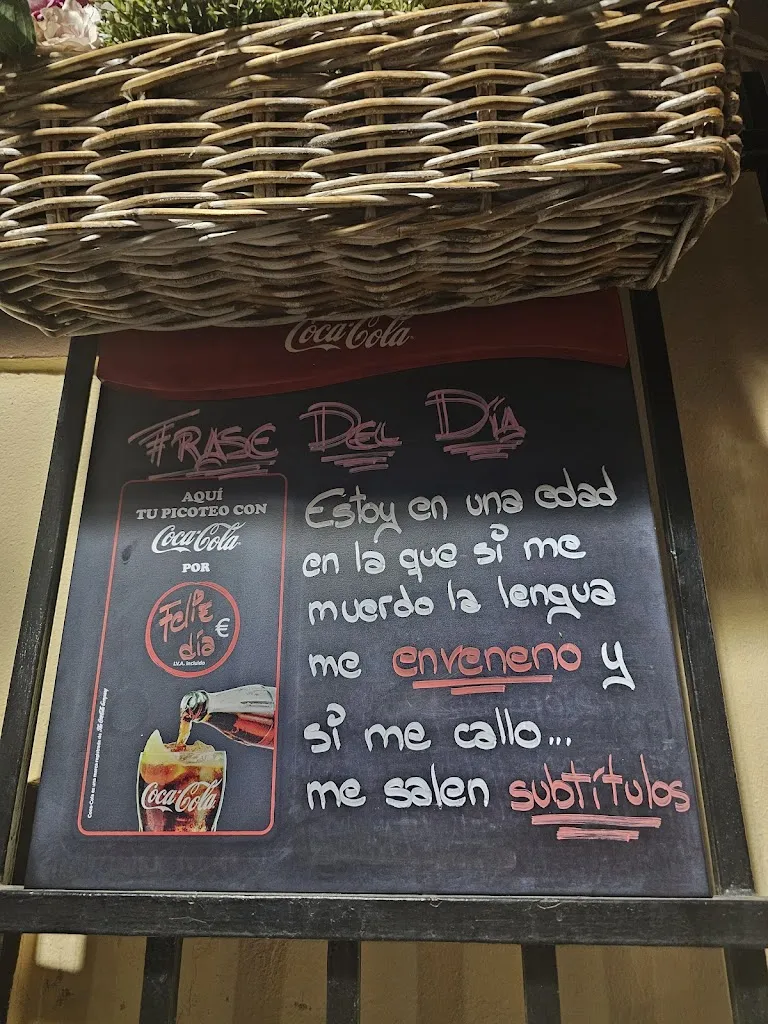 Coca-Cola
FRASE DEL DÍA
AQUÍ
TU PICOTEO CON
Coca-Cola
POR
Feliz
día €
I.V.A. incluido
Coca-Cola
Estoy en una edad
en la que si me
muerdo la lengua
me enveneno y
si me callo...
me salen subtítulos